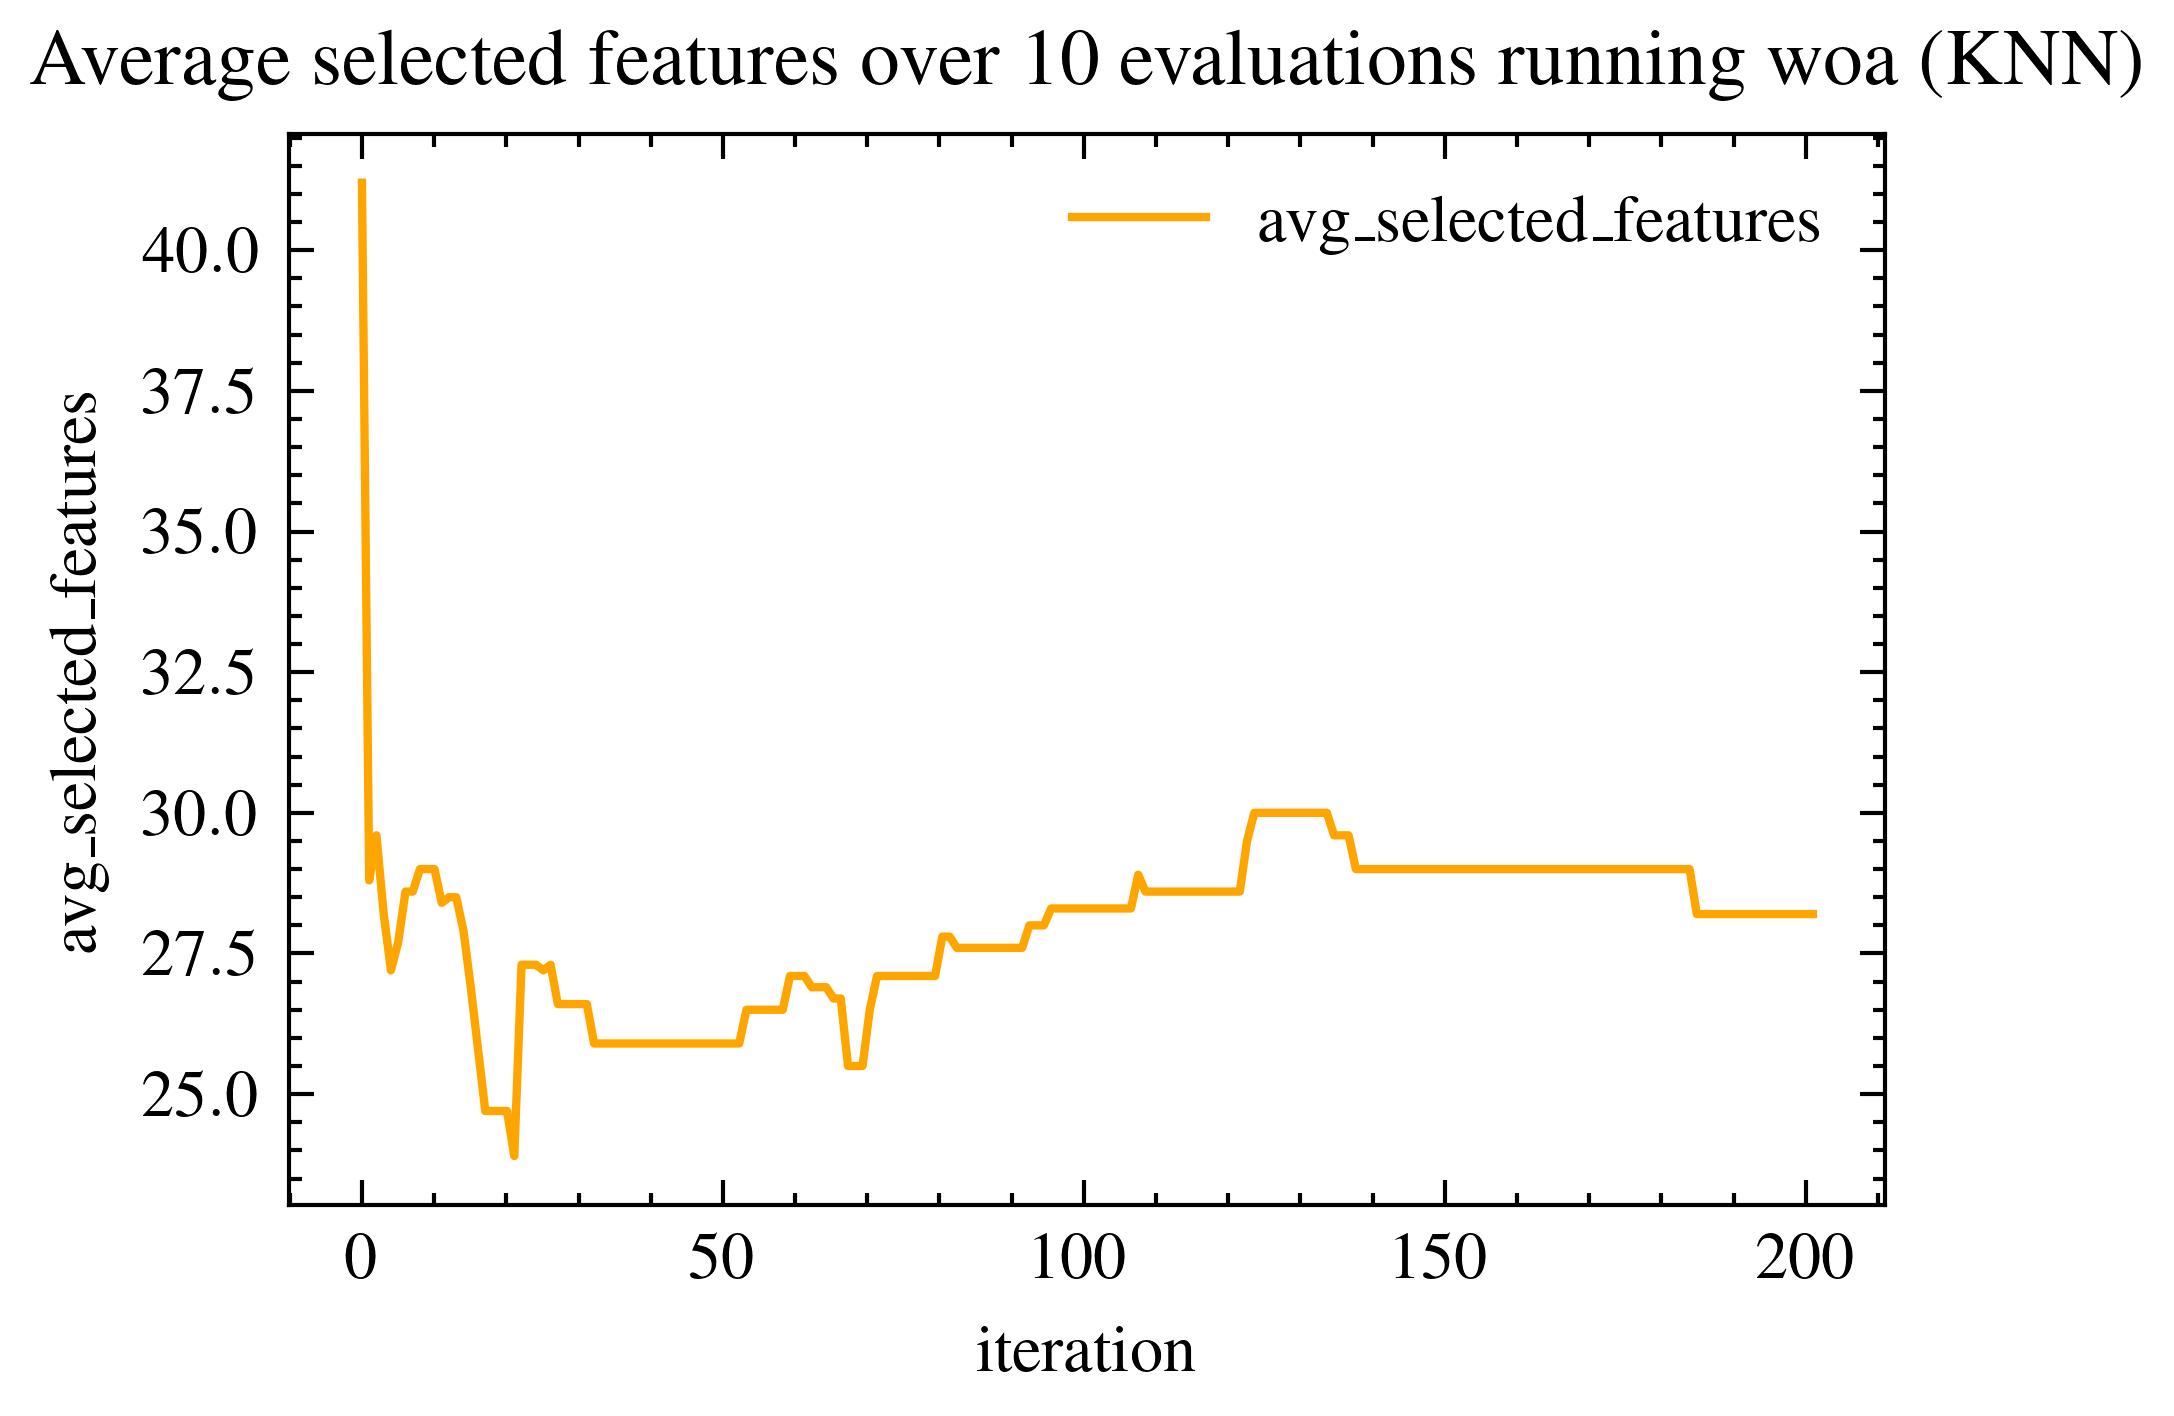 Average selected features over 10 evaluations running woa (KNN)
avg_selected_features
40.0
37.5
35.0
32.5
30.0
27.5
25.0
avg_selected_features
0 50 100 150 200
iteration